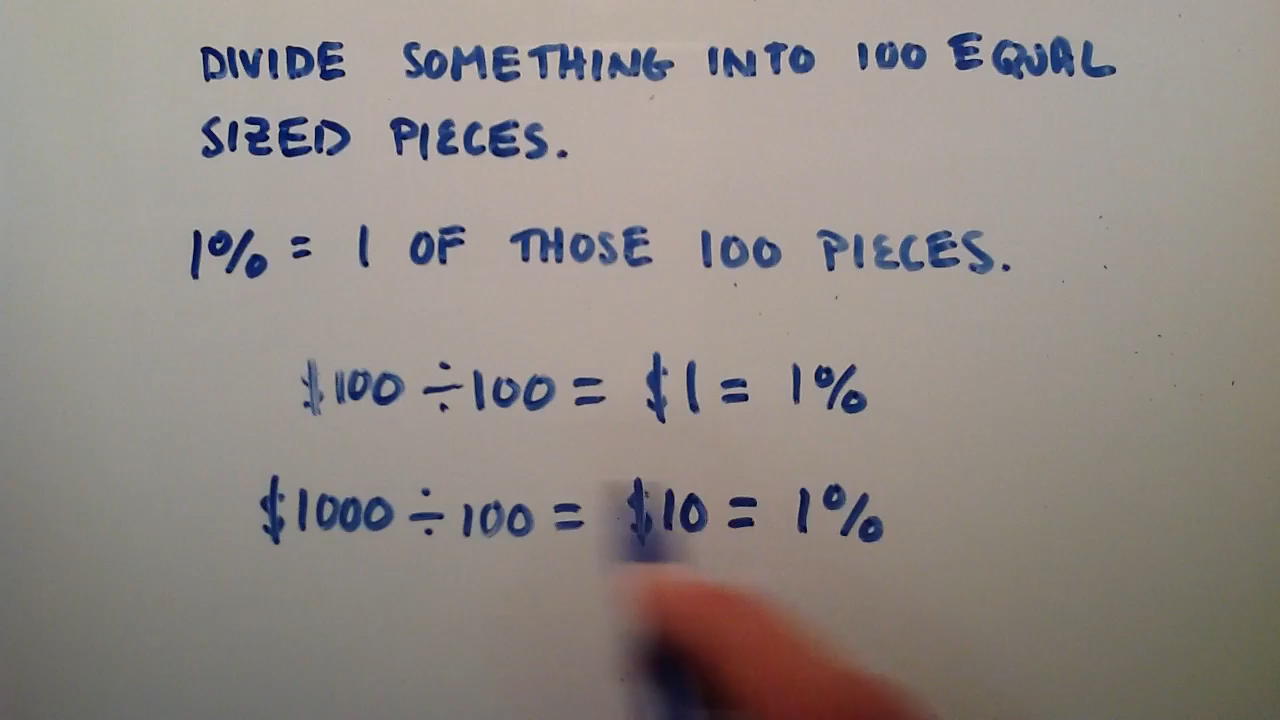 DIVIDE SOMETHING INTO 100 EQUAL
SIZED PIECES.
1% = 1 OF THOSE 100 PIECES.
$100 ÷ 100 = $1 = 1%
$1000 ÷ 100 = $10 = 1%